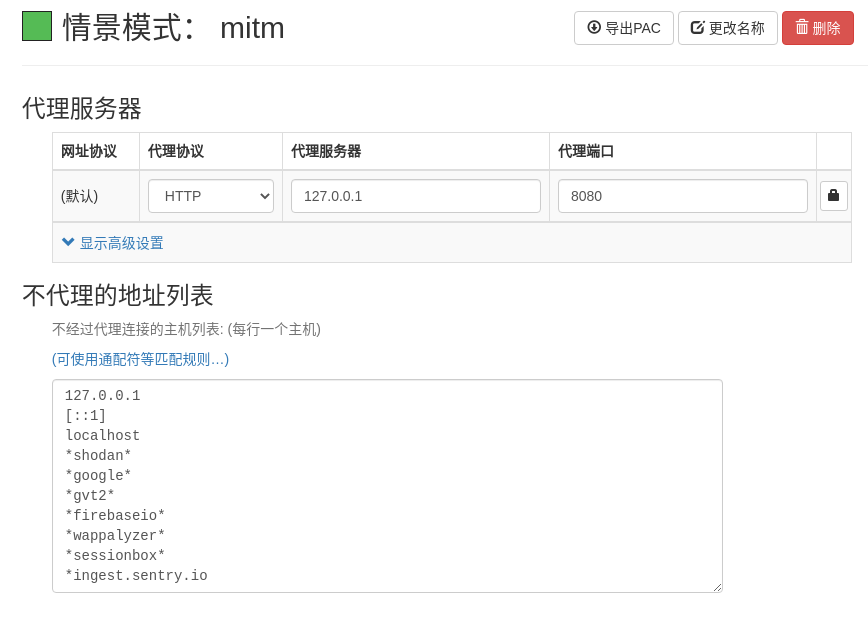 情景模式： mitm
导出PAC 更改名称 删除
代理服务器
网址协议 代理协议 代理服务器 代理端口
(默认) HTTP 127.0.0.1 8080
显示高级设置
不代理的地址列表
不经过代理连接的主机列表: (每行一个主机)
(可使用通配符等匹配规则…)
127.0.0.1
[::1]
localhost
*shodan*
*google*
*gvt2*
*firebaseio*
*wappalyzer*
*sessionbox*
*ingest.sentry.io